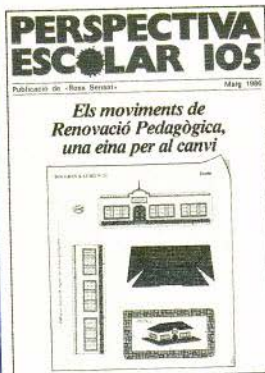 PERSPECTIVA
ESCOLAR 105
Publicació de «Rosa Sensat»
Maig 1986
Els moviments de
Renovació Pedagògica,
una eina per al canvi